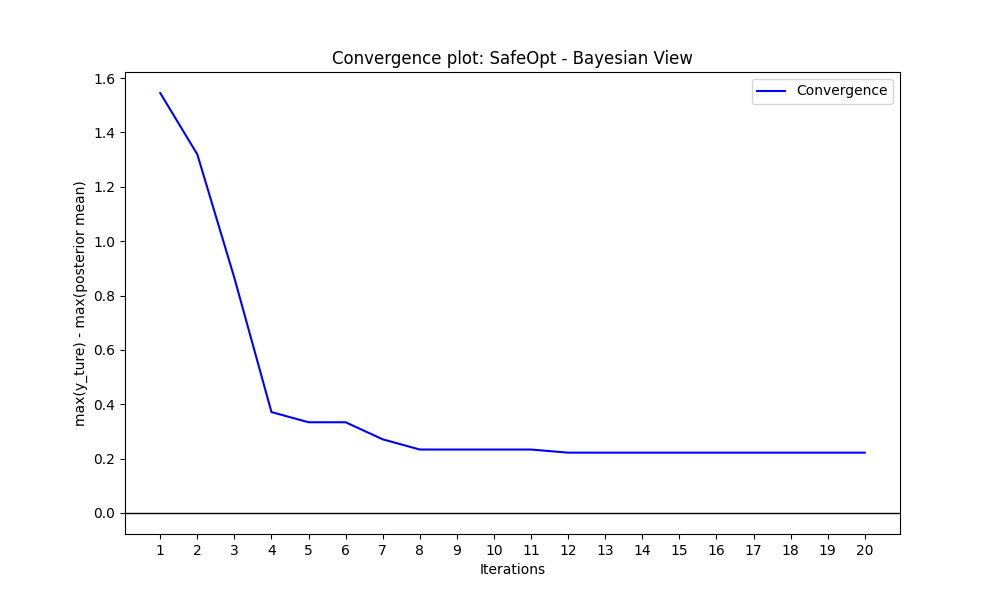 Convergence plot: SafeOpt - Bayesian View
Convergence
max(y_ture) - max(posterior mean)
1.6
1.4
1.2
1.0
0.8
0.6
0.4
0.2
0.0
1 2 3 4 5 6 7 8 9 10 11 12 13 14 15 16 17 18 19 20
Iterations